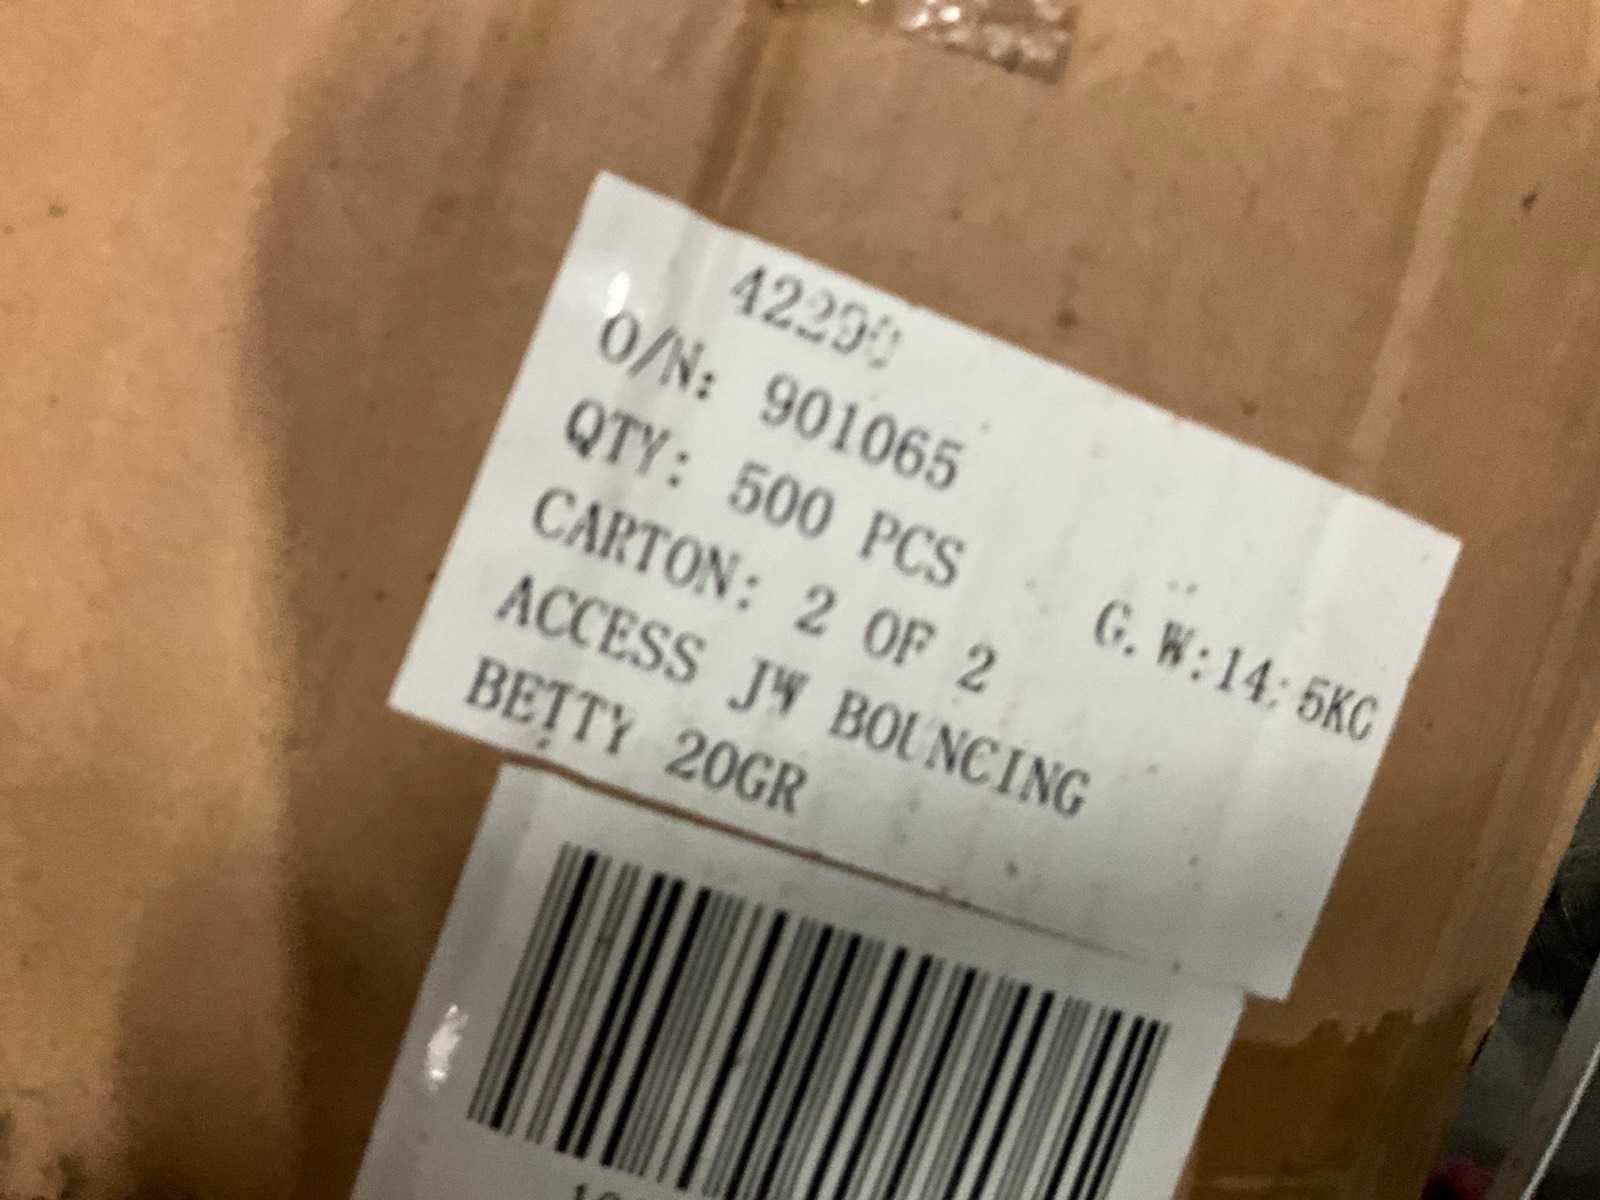 42290
O/N: 901065
QTY: 500 PCS
CARTON: 2 OF 2 G.W:14.5KG
ACCESS JW BOUNCING
BETTY 20GR